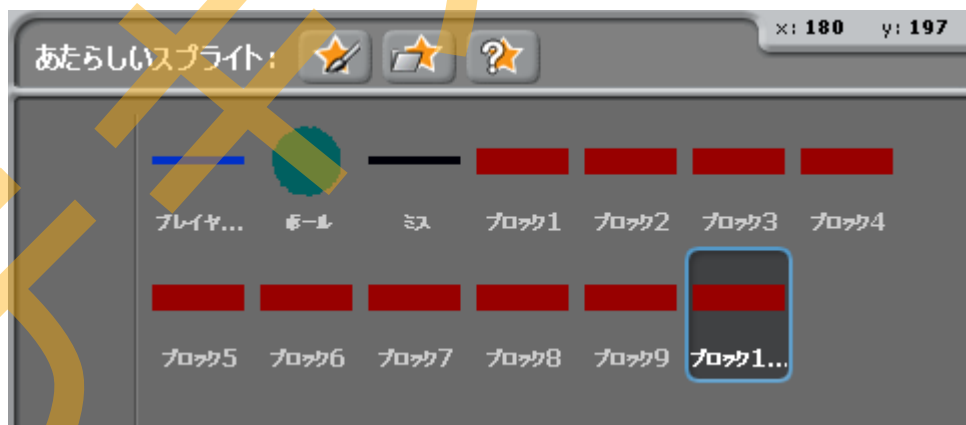 x: 180 y: 197
あたらしいスプライト:
プレイヤ... ボール ミス ブロック1 ブロック2 ブロック3 ブロック4
ブロック5 ブロック6 ブロック7 ブロック8 ブロック9 ブロック1...